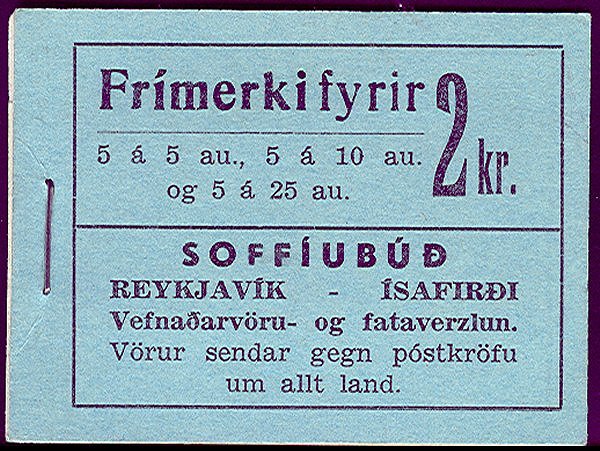 Frímerki fyrir 2 kr.
5 á 5 au., 5 á 10 au.
og 5 á 25 au.
SOFFÍUBÚÐ
REYKJAVÍK - ÍSAFIRÐI
Vefnaðarvöru- og fataverzlun.
Vörur sendar gegn póstkröfu
um allt land.